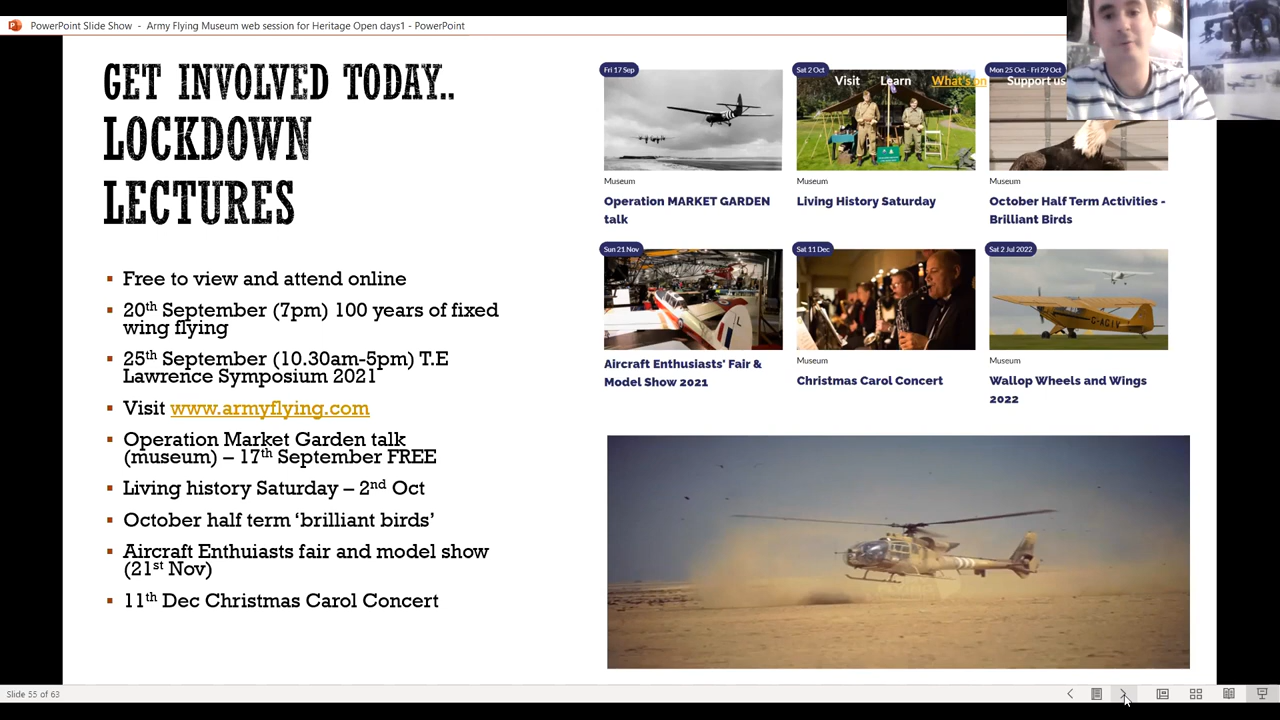 PowerPoint Slide Show - Army Flying Museum web session for Heritage Open days1 - PowerPoint
GET INVOLVED TODAY..
LOCKDOWN
LECTURES
Free to view and attend online
20th September (7pm) 100 years of fixed
wing flying
25th September (10.30am-5pm) T.E
Lawrence Symposium 2021
Visit www.armyflying.com
Operation Market Garden talk
(museum) – 17th September FREE
Living history Saturday – 2nd Oct
October half term ‘brilliant birds’
Aircraft Enthuiasts fair and model show
(21st Nov)
11th Dec Christmas Carol Concert
Visit Learn What's on Support us
Fri 17 Sep
Museum
Operation MARKET GARDEN
talk
Sat 2 Oct
Museum
Living History Saturday
Mon 25 Oct - Fri 29 Oct
Museum
October Half Term Activities -
Brilliant Birds
Sun 21 Nov
L
Aircraft Enthusiasts' Fair &
Model Show 2021
Sat 11 Dec
Museum
Christmas Carol Concert
Sat 2 Jul 2022
G-AGIV
Museum
Wallop Wheels and Wings
2022
Slide 55 of 63